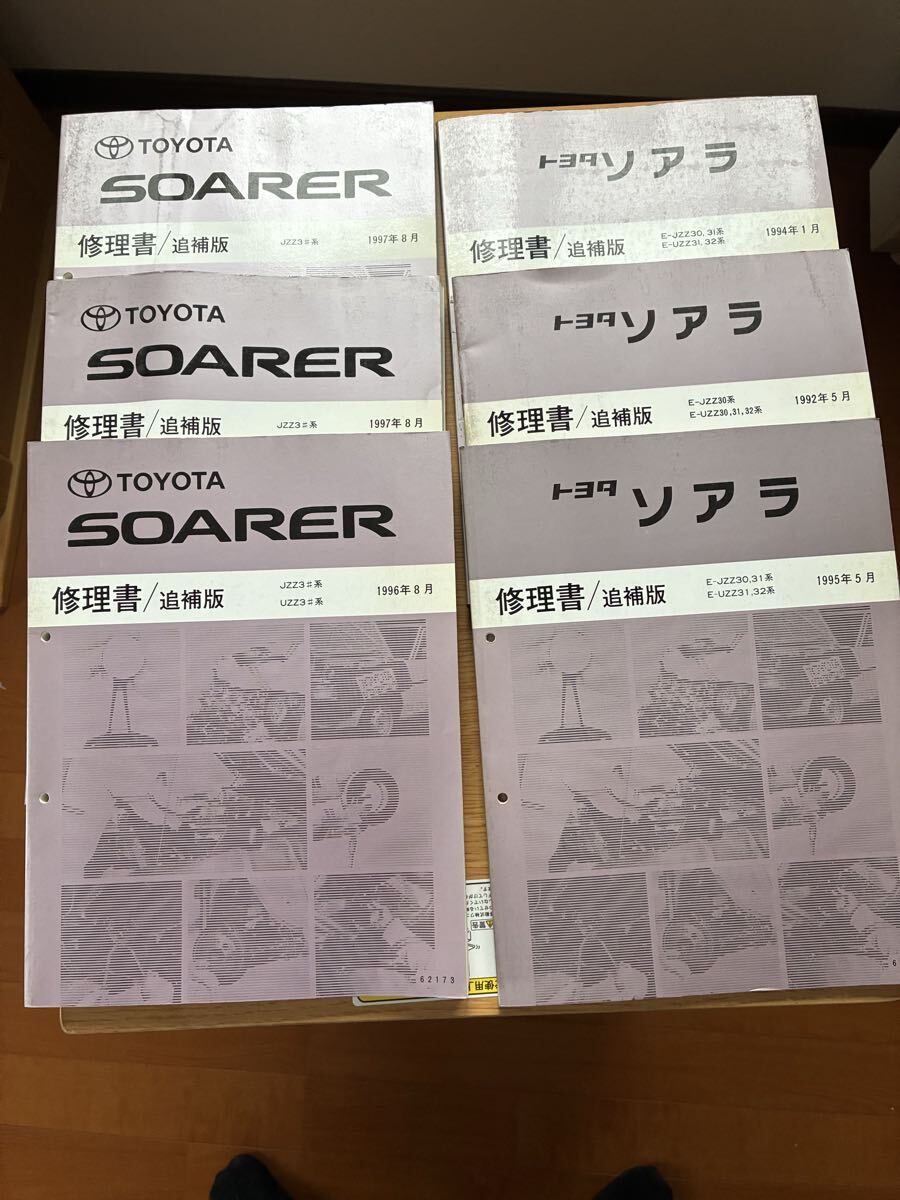 TOYOTA
SOARER
修理書/追補版 JZZ3#系 1997年8月
TOYOTA
SOARER
修理書/追補版 JZZ3#系 1997年8月
TOYOTA
SOARER
修理書/追補版 JZZ3#系 1996年8月
UZZ3#系
62173
トヨタ ソアラ
修理書/追補版 E-JZZ30,31系 1994年1月
E-UZZ31,32系
トヨタ ソアラ
修理書/追補版 E-JZZ30系 1992年5月
E-UZZ30,31,32系
トヨタ ソアラ
修理書/追補版 E-JZZ30,31系 1995年5月
E-UZZ31,32系
6
警告
使用上